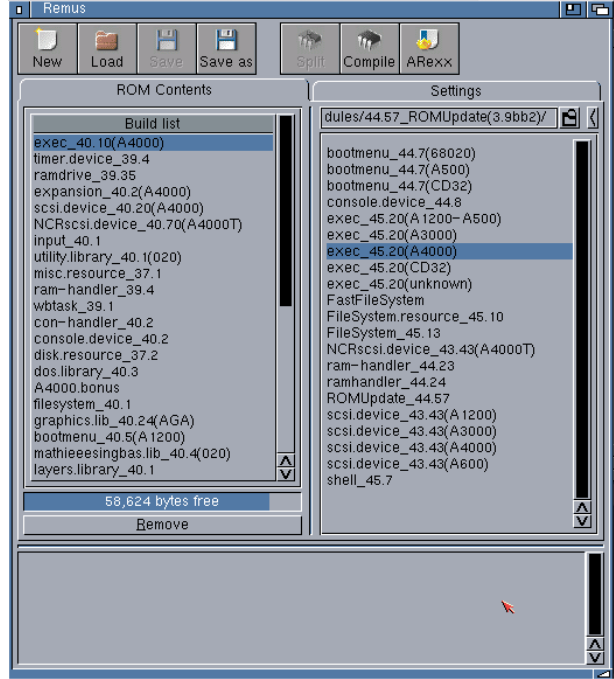 Remus
New Load Save Save as Split Compile ARexx
ROM Contents
Settings
Build list
exec_40.10(A4000)
timer.device_39.4
ramdrive_39.35
expansion_40.2(A4000)
scsi.device_40.20(A4000)
NCRscsi.device_40.70(A4000T)
input_40.1
utility.library_40.1(020)
misc.resource_37.1
ram-handler_39.4
wbtask_39.1
con-handler_40.2
console.device_40.2
disk.resource_37.2
dos.library_40.3
A4000.bonus
filesystem_40.1
graphics.lib_40.24(AGA)
bootmenu_40.5(A1200)
mathieeesingbas.lib_40.4(020)
layers.library_40.1
58,624 bytes free
Remove
dules/44.57_ROMUpdate(3.9bb2)/
bootmenu_44.7(68020)
bootmenu_44.7(A500)
bootmenu_44.7(CD32)
console.device_44.8
exec_45.20(A1200-A500)
exec_45.20(A3000)
exec_45.20(A4000)
exec_45.20(CD32)
exec_45.20(unknown)
FastFileSystem
FileSystem.resource_45.10
FileSystem_45.13
NCRscsi.device_43.43(A4000T)
ram-handler_44.23
ramhandler_44.24
ROMUpdate_44.57
scsi.device_43.43(A1200)
scsi.device_43.43(A3000)
scsi.device_43.43(A4000)
scsi.device_43.43(A600)
shell_45.7